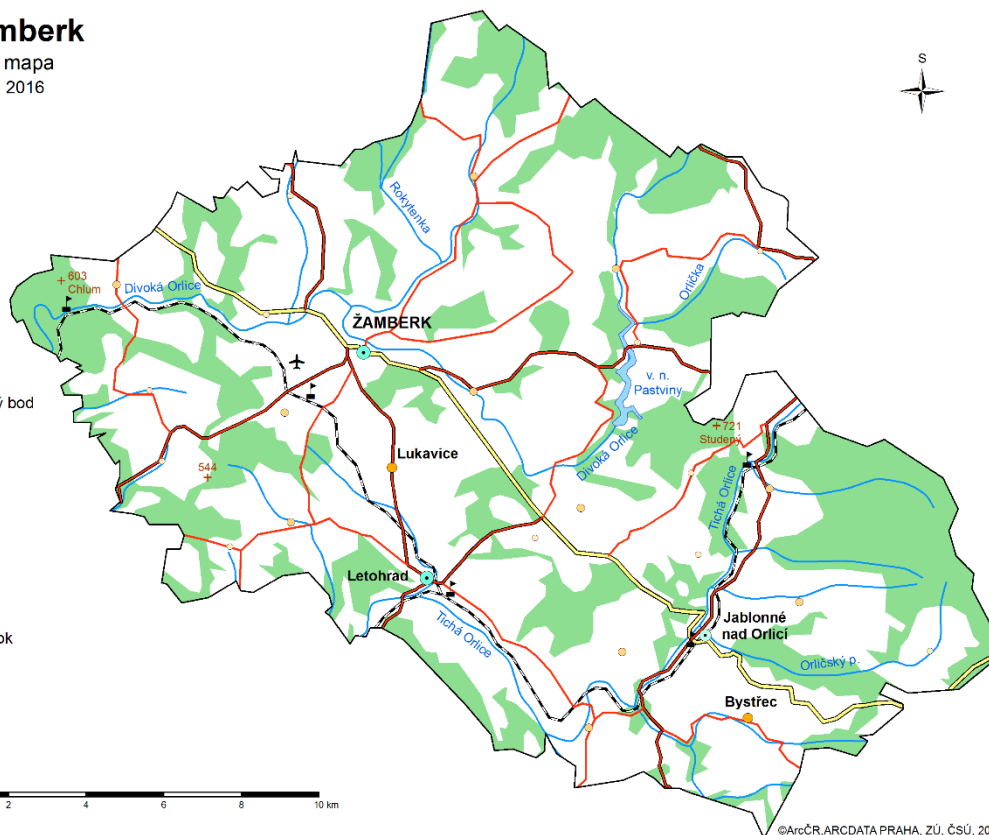 mberk
mapa
2016
S
Rokytenka
603
Chlum
Divoká Orlice
Orlička
ŽAMBERK
v. n.
Pastviny
ý bod
721
Studený
Divoká Orlice
Lukavice
544
Tichá Orlice
Letohrad
Tichá Orlice
Jablonné
nad Orlicí
ok
Orličský p.
Bystřec
2 4 6 8 10 km
©ArcČR,ARCDATA PRAHA, ZÚ, ČSÚ, 20